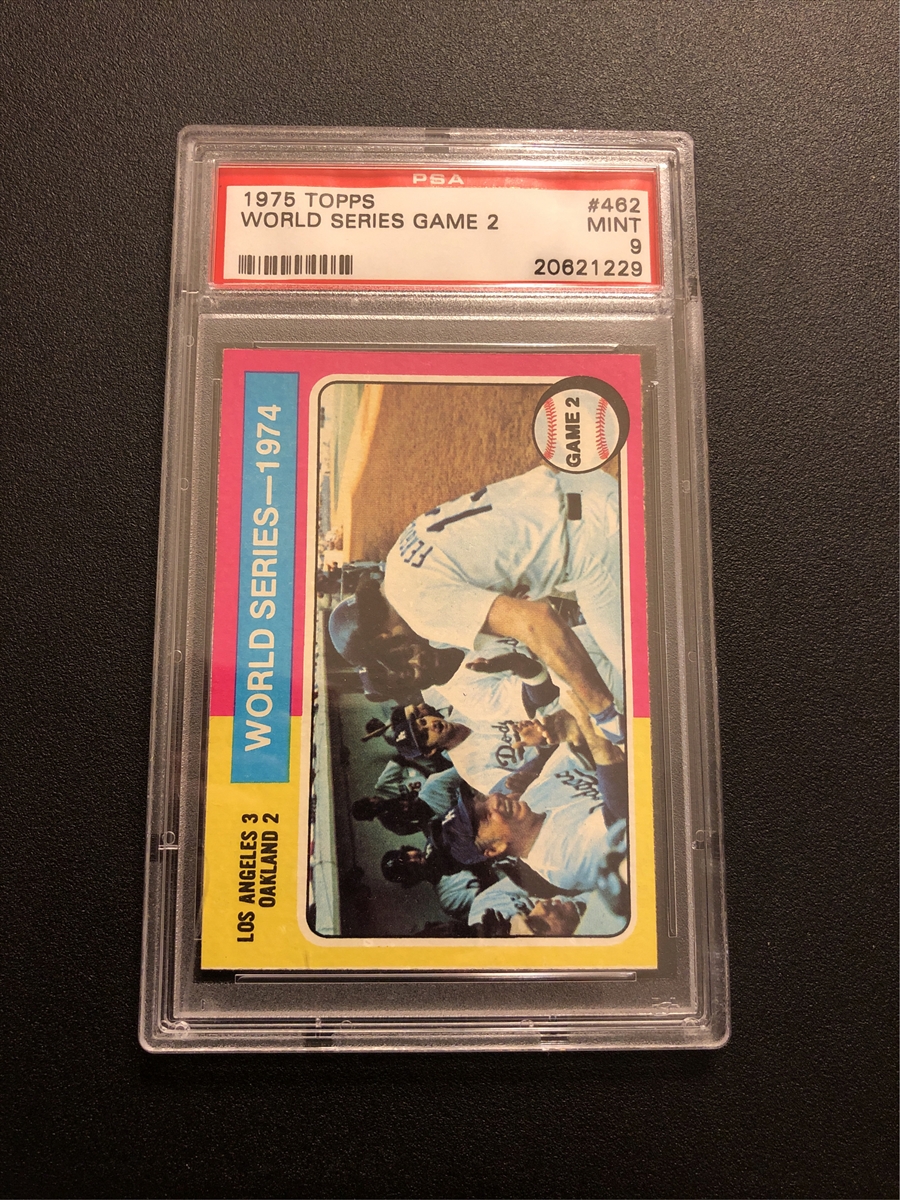 PSA
1975 TOPPS #462
WORLD SERIES GAME 2 MINT
9
20621229
WORLD SERIES—1974
LOS ANGELES 3
OAKLAND 2
GAME 2